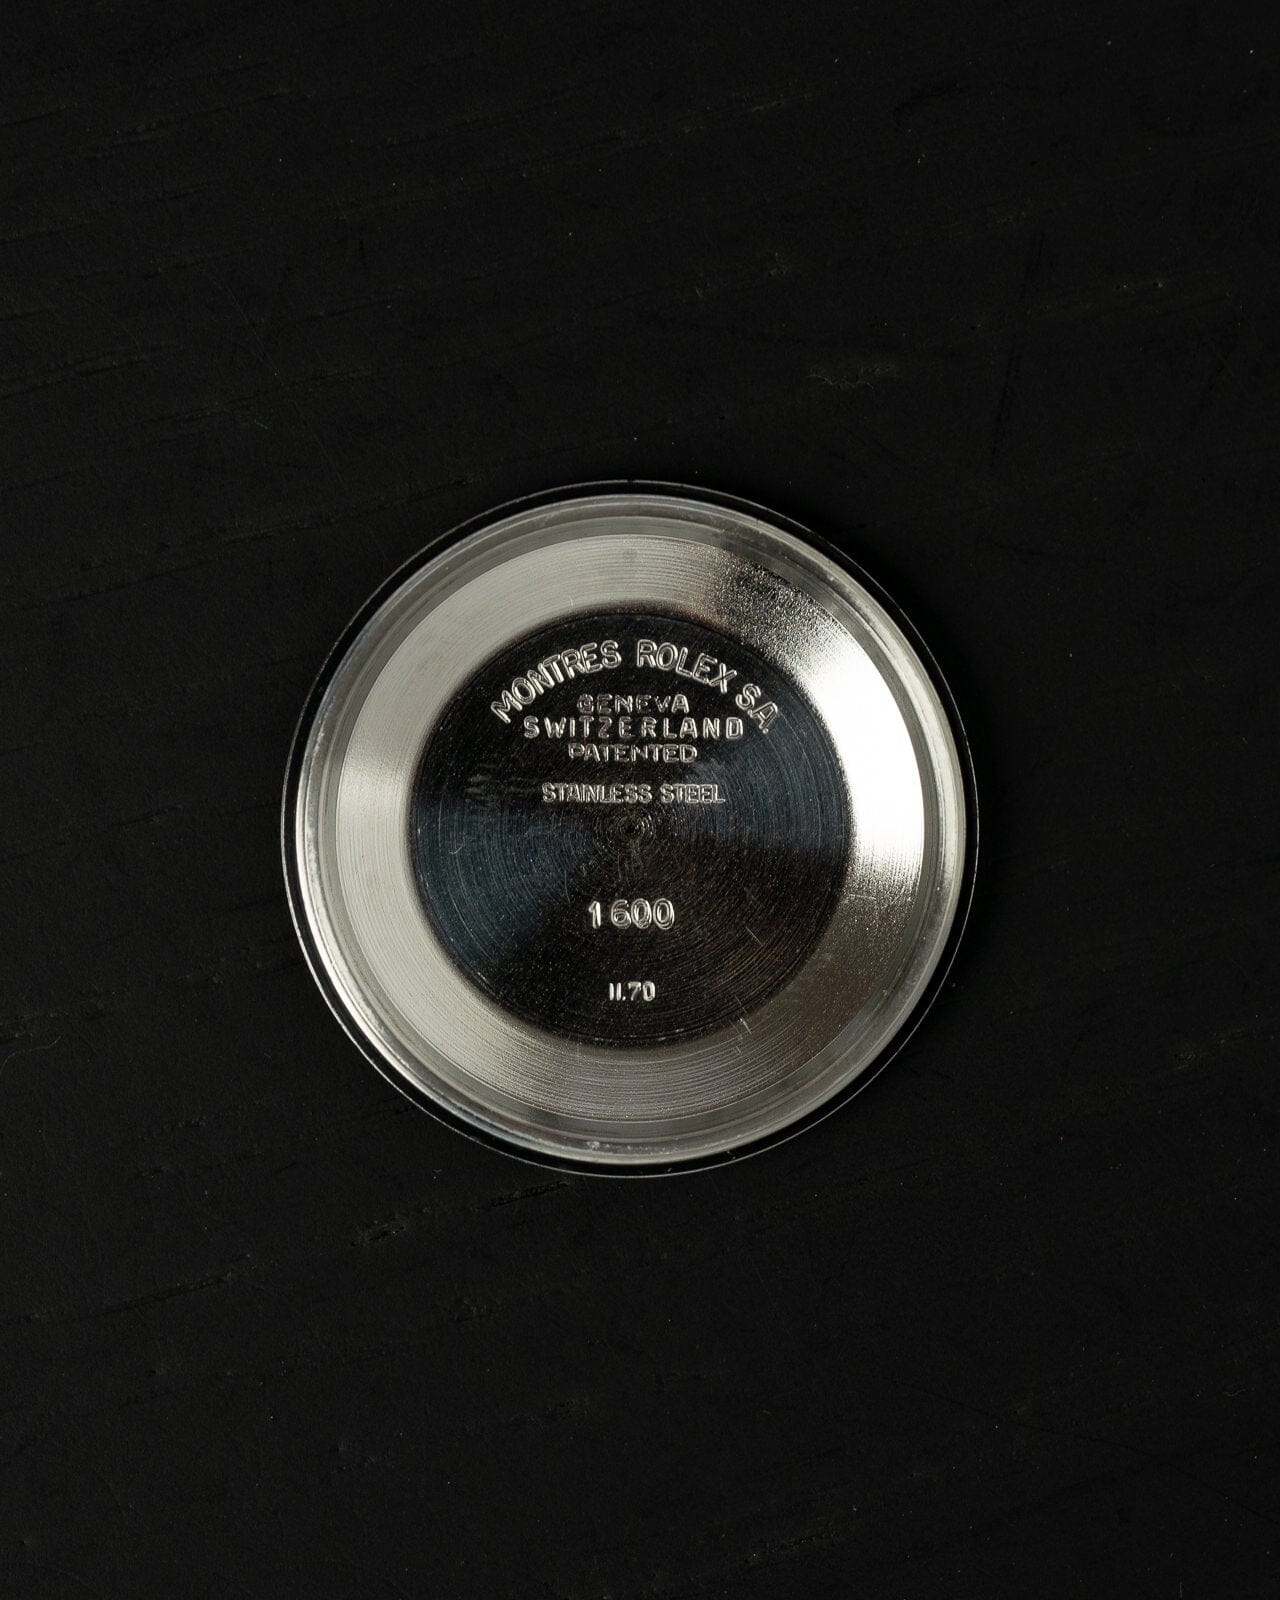 MONTRES ROLEX S.A.
GENEVA
SWITZERLAND
PATENTED
STAINLESS STEEL
1600
II.70